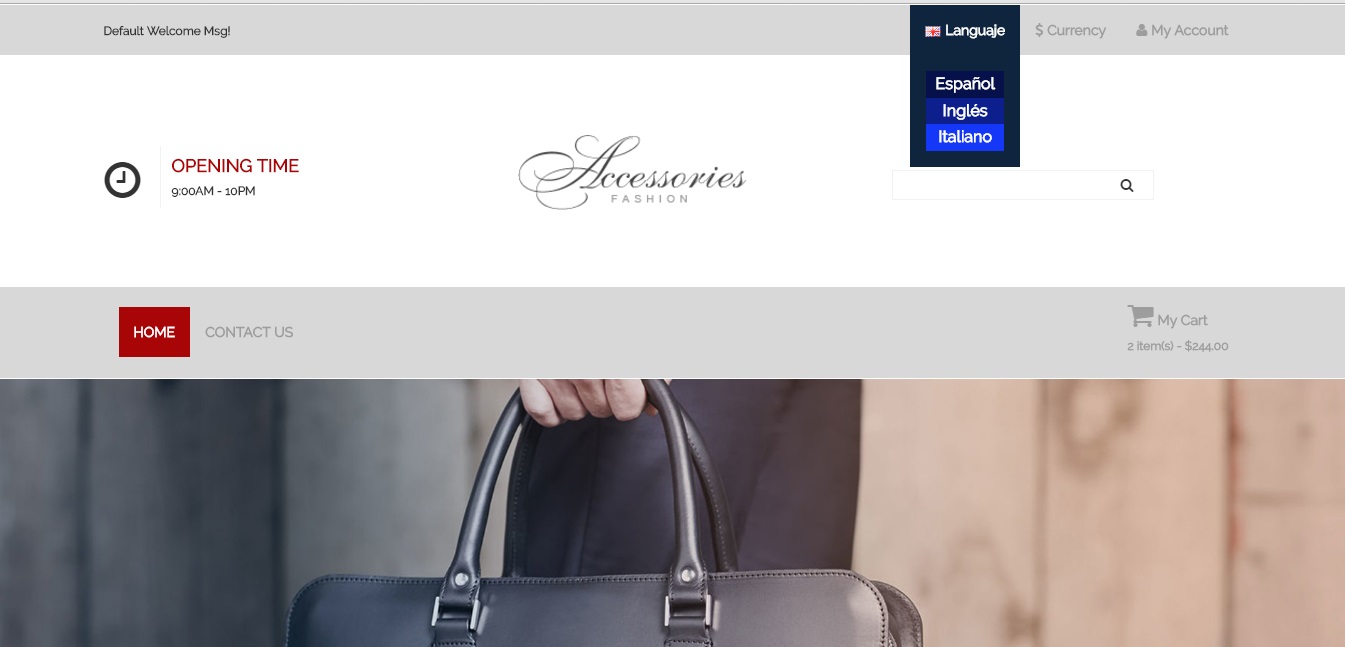 Default Welcome Msg!
Languaje
$ Currency
My Account
Español
Inglés
Italiano
OPENING TIME
9:00AM - 10PM
Accessories
FASHION
HOME
CONTACT US
My Cart
2 item(s) - $244.00